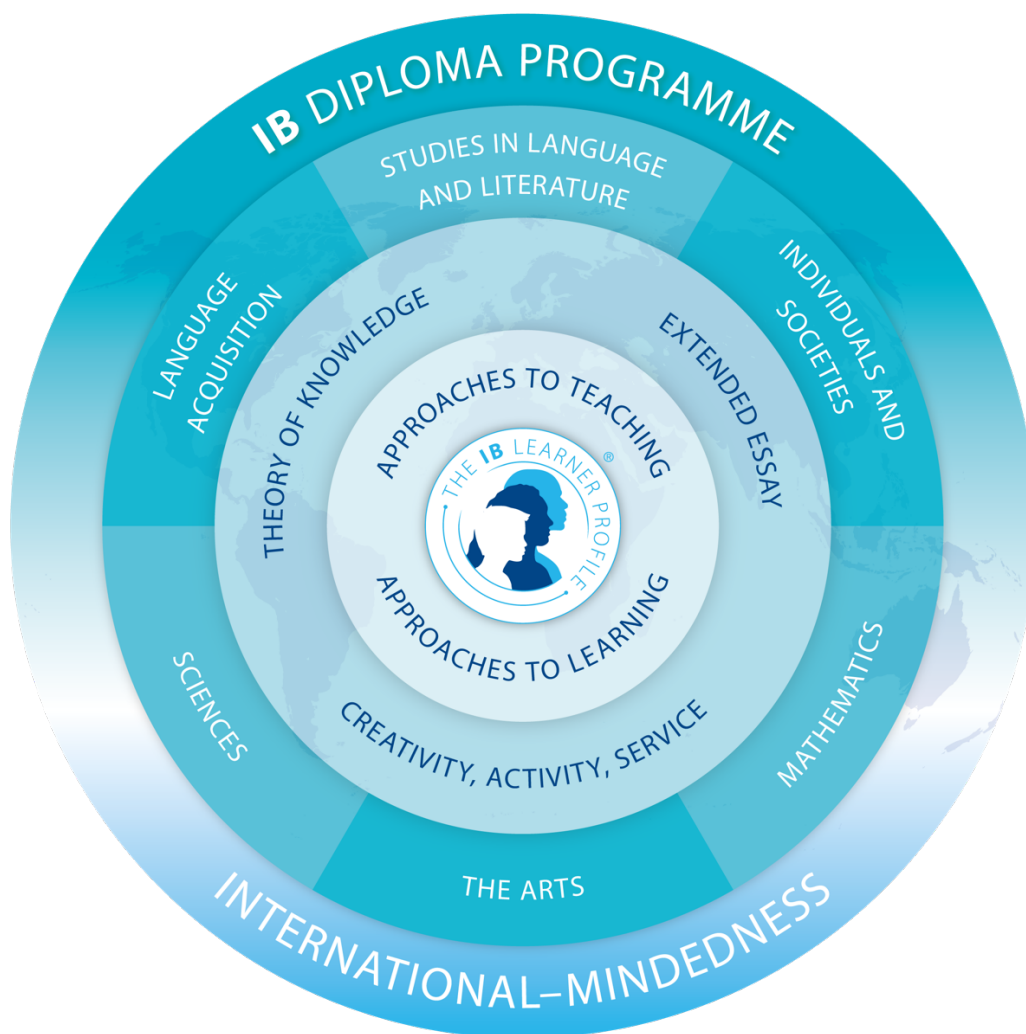 IB DIPLOMA PROGRAMME
STUDIES IN LANGUAGE
AND LITERATURE
LANGUAGE
ACQUISITION
INDIVIDUALS AND
SOCIETIES
THEORY OF KNOWLEDGE
EXTENDED ESSAY
APPROACHES TO TEACHING
THE IB LEARNER PROFILE
®
APPROACHES TO LEARNING
CREATIVITY, ACTIVITY, SERVICE
SCIENCES
MATHEMATICS
THE ARTS
INTERNATIONAL–MINDEDNESS